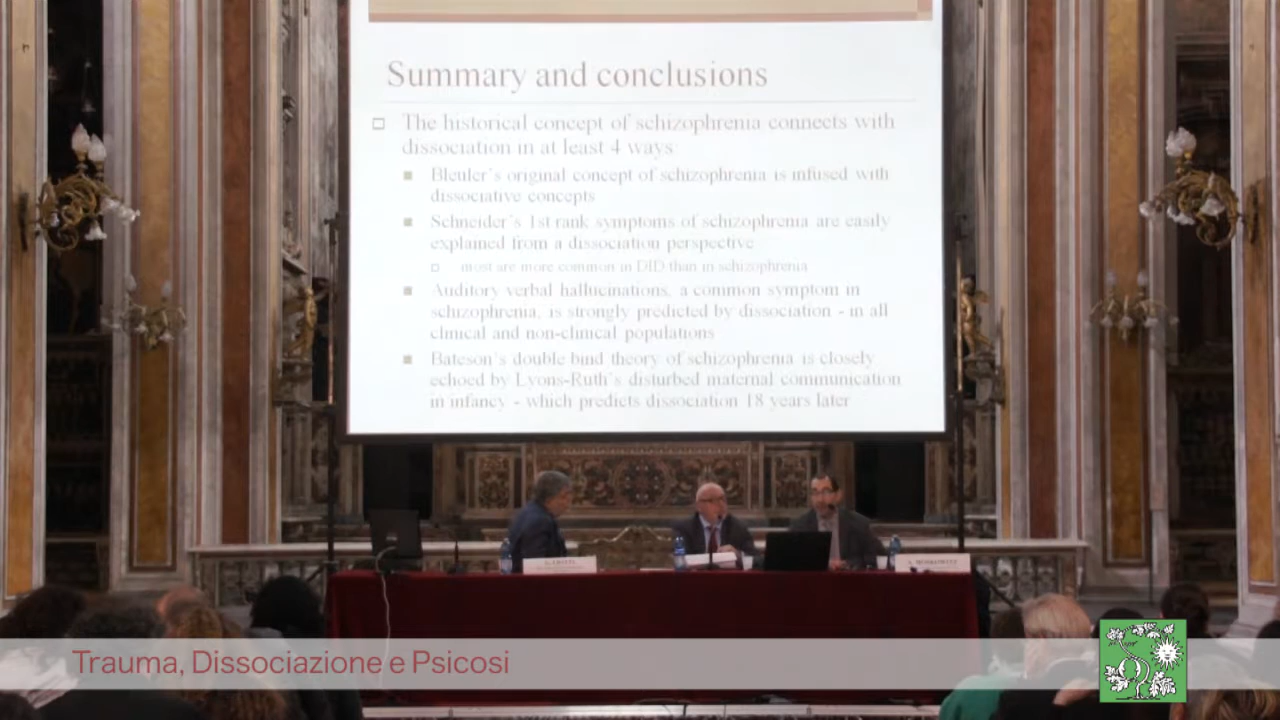 Summary and conclusions
The historical concept of schizophrenia connects with
dissociation in at least 4 ways:
Bleuler's original concept of schizophrenia is infused with
dissociative concepts
Schneider's 1st rank symptoms of schizophrenia are easily
explained from a dissociation perspective
most are more common in DID than in schizophrenia
Auditory verbal hallucinations, a common symptom in
schizophrenia, is strongly predicted by dissociation - in all
clinical and non-clinical populations
Bateson's double bind theory of schizophrenia is closely
echoed by Lyons-Ruth's disturbed maternal communication
in infancy - which predicts dissociation 18 years later
A. MOSKOWITZ
Trauma, Dissociazione e Psicosi